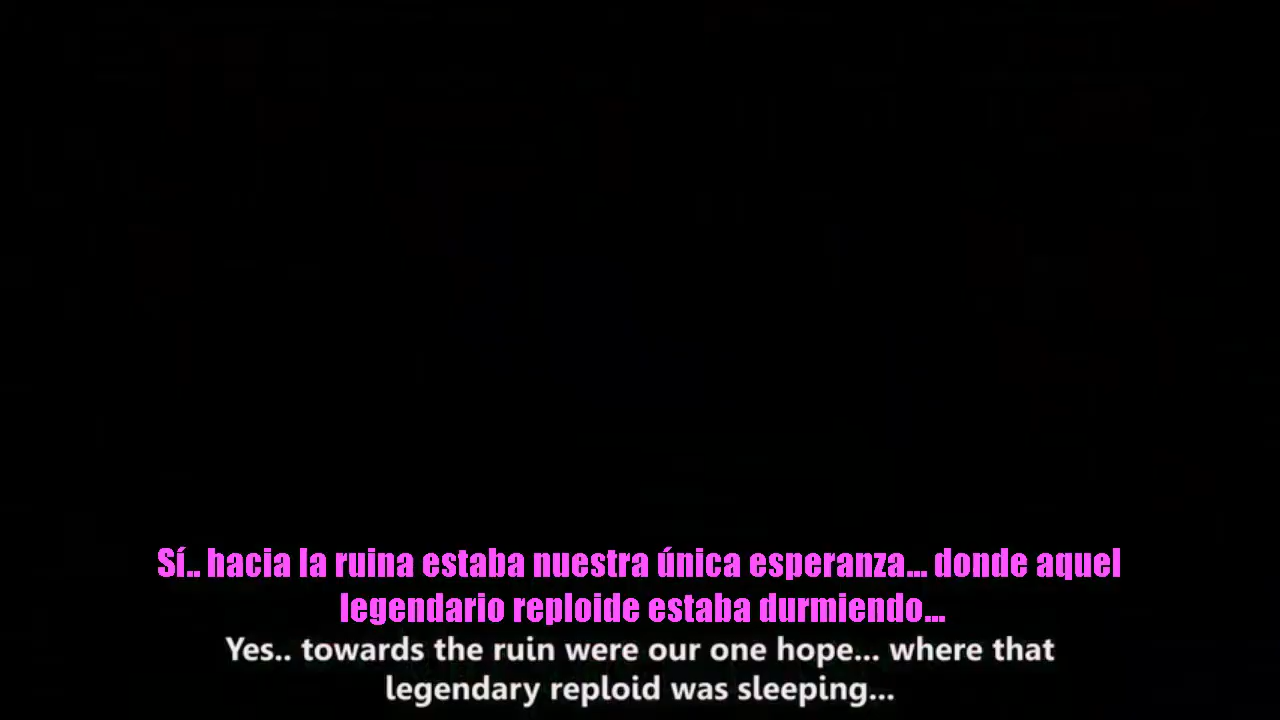 Sí.. hacia la ruina estaba nuestra única esperanza... donde aquel
legendario reploide estaba durmiendo...
Yes.. towards the ruin were our one hope... where that
legendary reploid was sleeping...